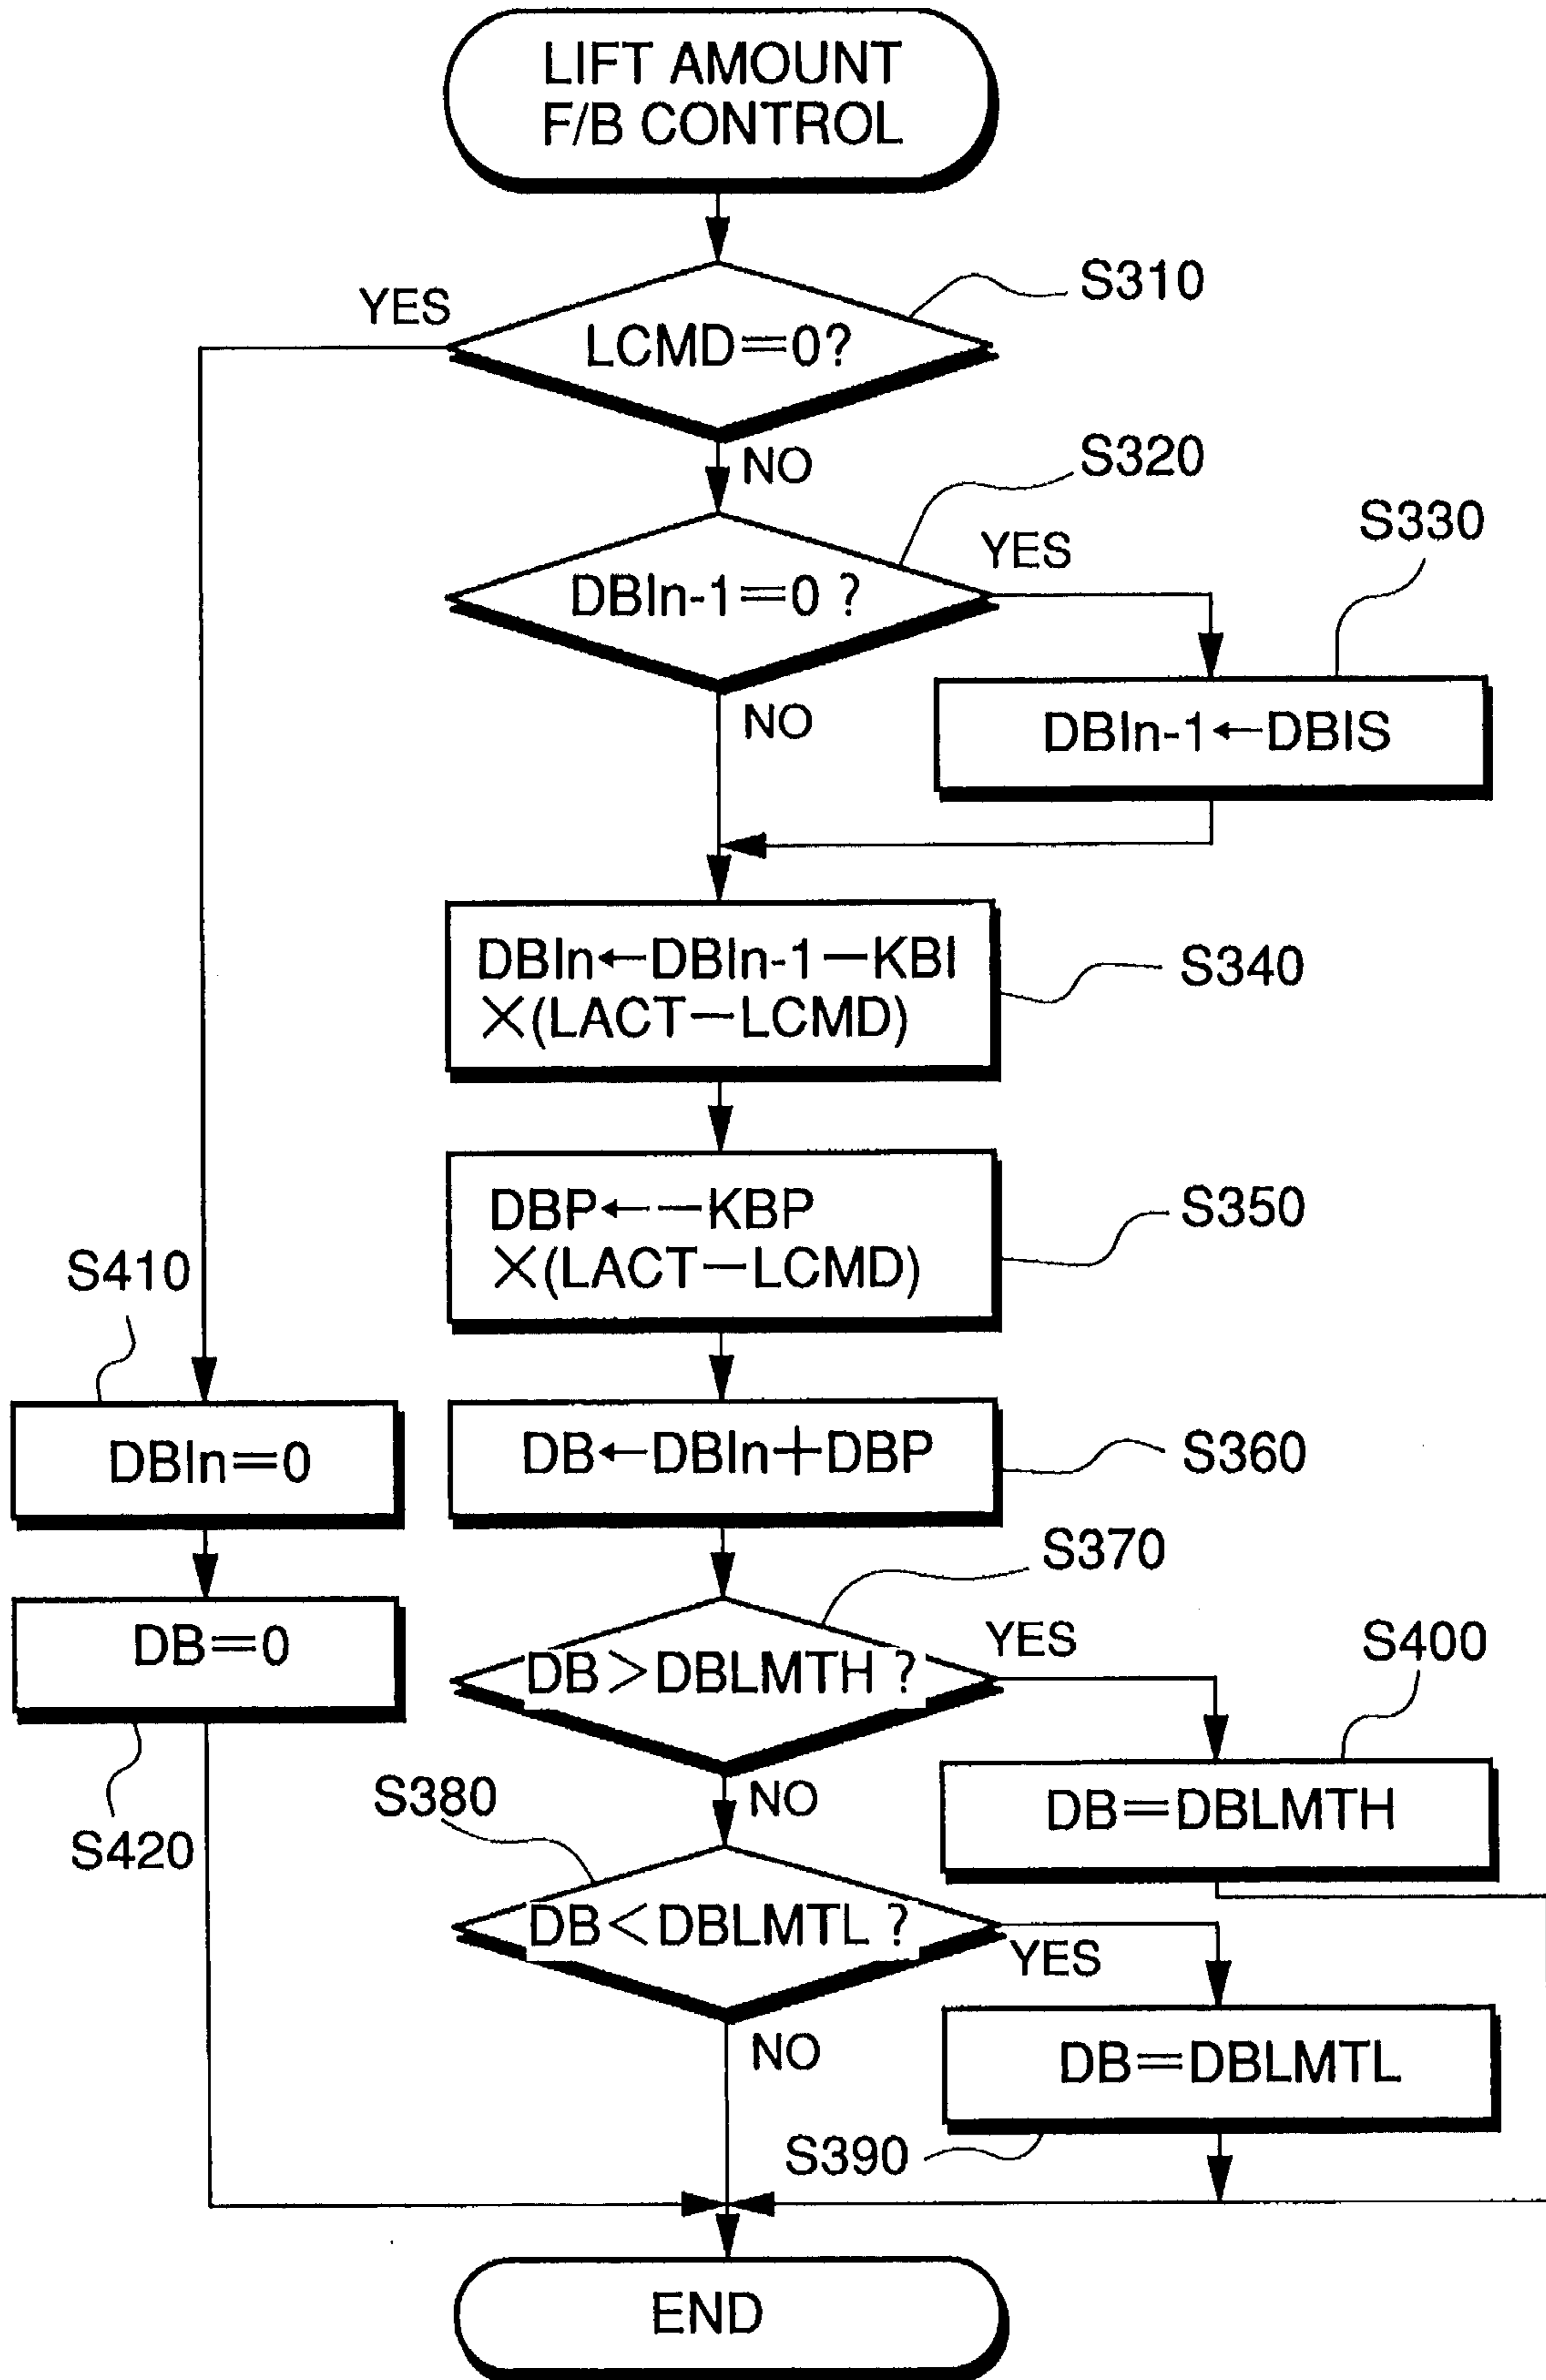 LIFT AMOUNT
F/B CONTROL
S310
YES
LCMD=0?
NO
S320
S330
YES
DBIn-1=0 ?
NO
DBIn-1←DBIS
DBIn←DBIn-1−KBI
×(LACT−LCMD)
S340
DBP←−KBP
×(LACT−LCMD)
S350
S410
DBIn=0
DB←DBIn+DBP
S360
S370
DB=0
YES
S400
DB>DBLMTH ?
S380
NO
DB=DBLMTH
S420
DB<DBLMTL ?
YES
NO
DB=DBLMTL
S390
END